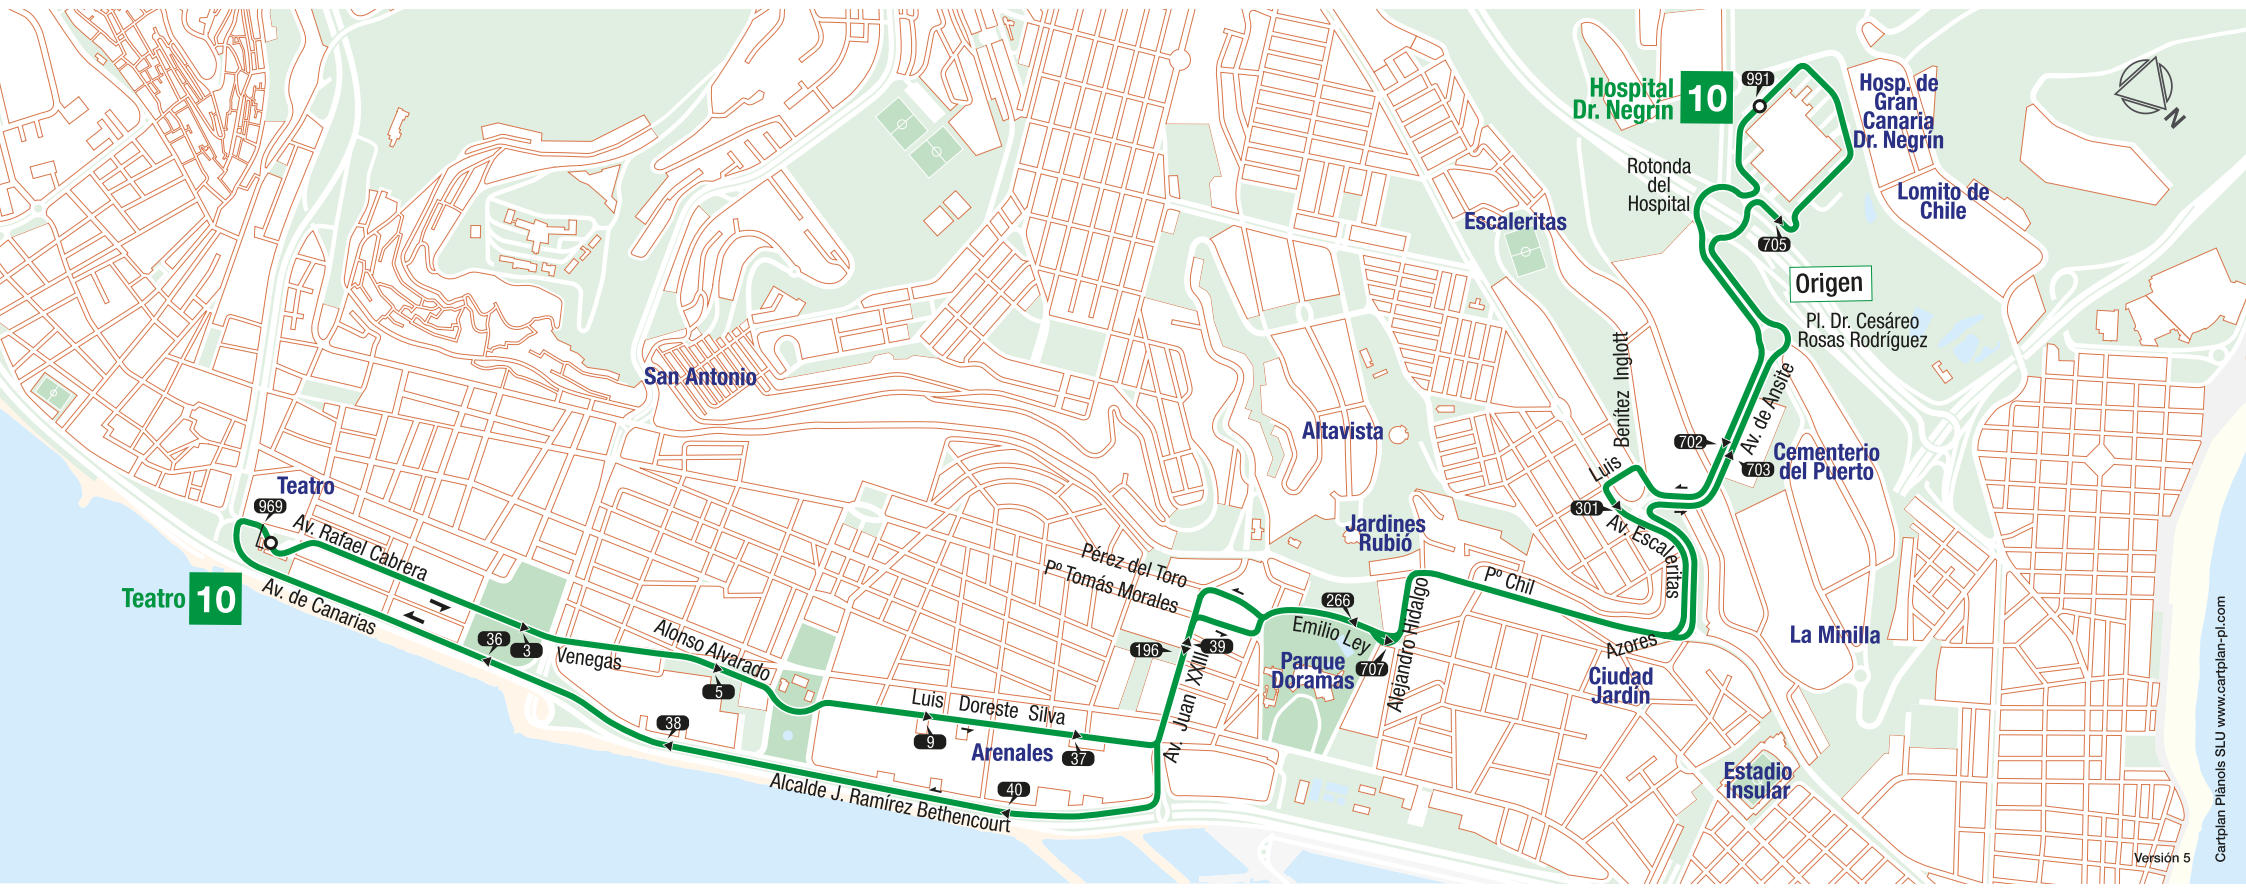 Hospital
Dr. Negrín
10
991
Hosp. de
Gran
Canaria
Dr. Negrín
N
Rotonda
del
Hospital
Lomito de
Chile
705
Escaleritas
Origen
Pl. Dr. Cesáreo
Rosas Rodríguez
San Antonio
Benítez Inglott
Av. de Ansite
Altavista
702
703
Cementerio
del Puerto
Luis
301
Av. Escaleritas
Teatro
969
Av. Rafael Cabrera
Jardines
Rubió
Pérez del Toro
Pº Tomás Morales
Pº Chil
Teatro
10
Av. de Canarias
36
3
Venegas
Alonso Alvarado
5
266
Emilio Ley
707
Alejandro Hidalgo
Azores
La Minilla
196
39
Parque
Doramas
Ciudad
Jardín
Luis Doreste Silva
9
Arenales
37
Av. Juan XXIII
38
40
Alcalde J. Ramírez Bethencourt
Estadio
Insular
Versión 5
Cartplan Plànols SLU www.cartplan-pl.com